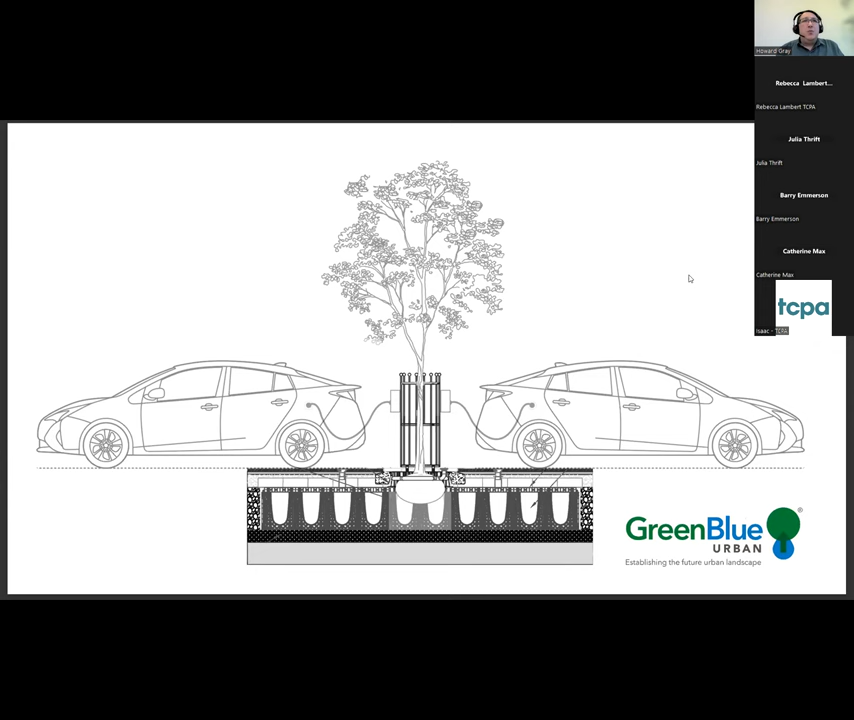 Howard Gray
Rebecca Lambert...
Rebecca Lambert TCPA
Julia Thrift
Julia Thrift
Barry Emmerson
Barry Emmerson
Catherine Max
Catherine Max
tcpa
Isaac - TCPA
GreenBlue®
URBAN
Establishing the future urban landscape